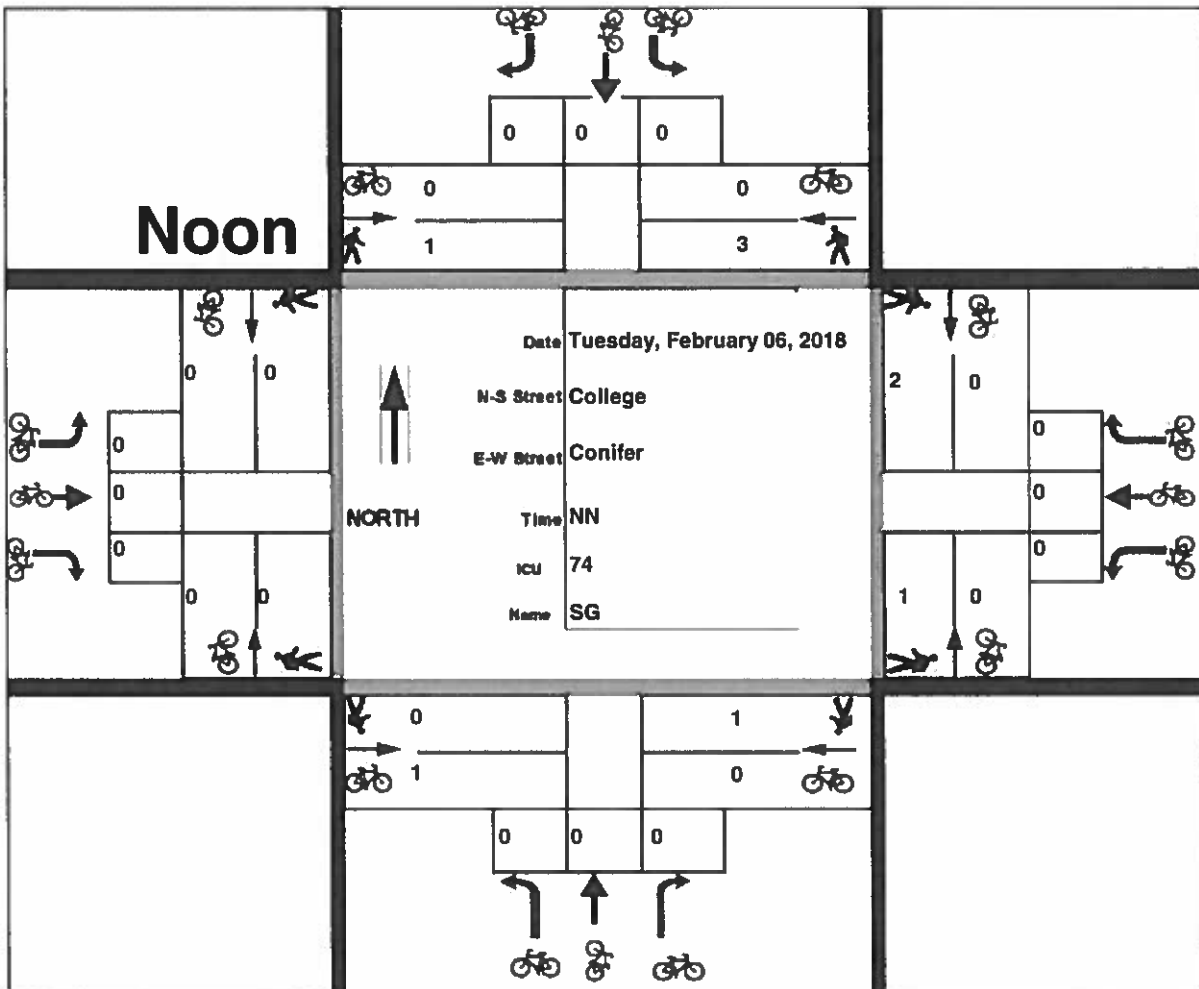 0 0 0
0 0
Noon
1 3
Date Tuesday, February 06, 2018
0 0
2 0
N-S Street College
0
0
E-W Street Conifer
0
0
NORTH
Time NN
0
0
ICU 74
0 0
1 0
Name SG
0 1
1 0
0 0 0